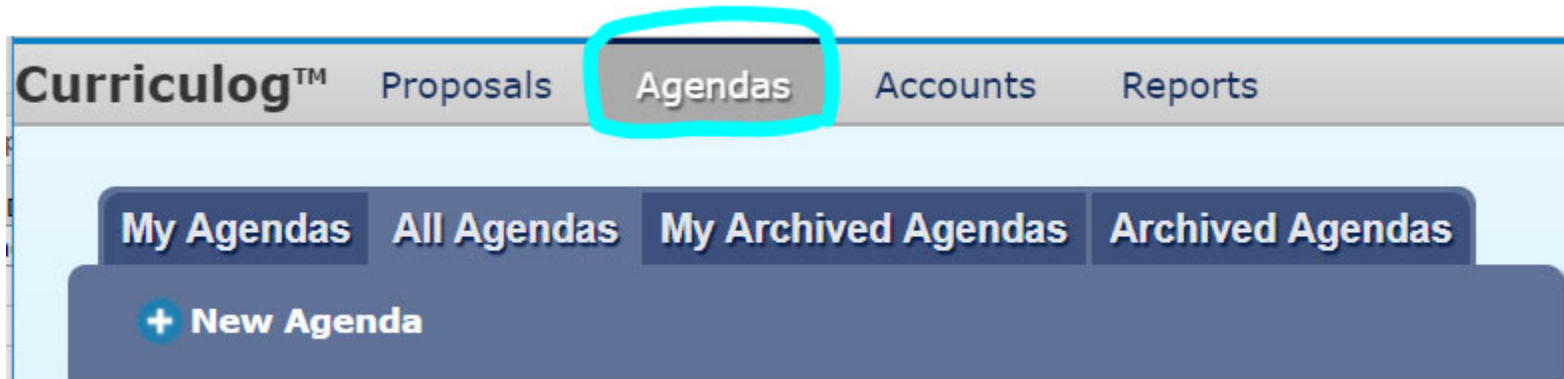 Curriculog™ Proposals Agendas Accounts Reports
My Agendas All Agendas My Archived Agendas Archived Agendas
New Agenda